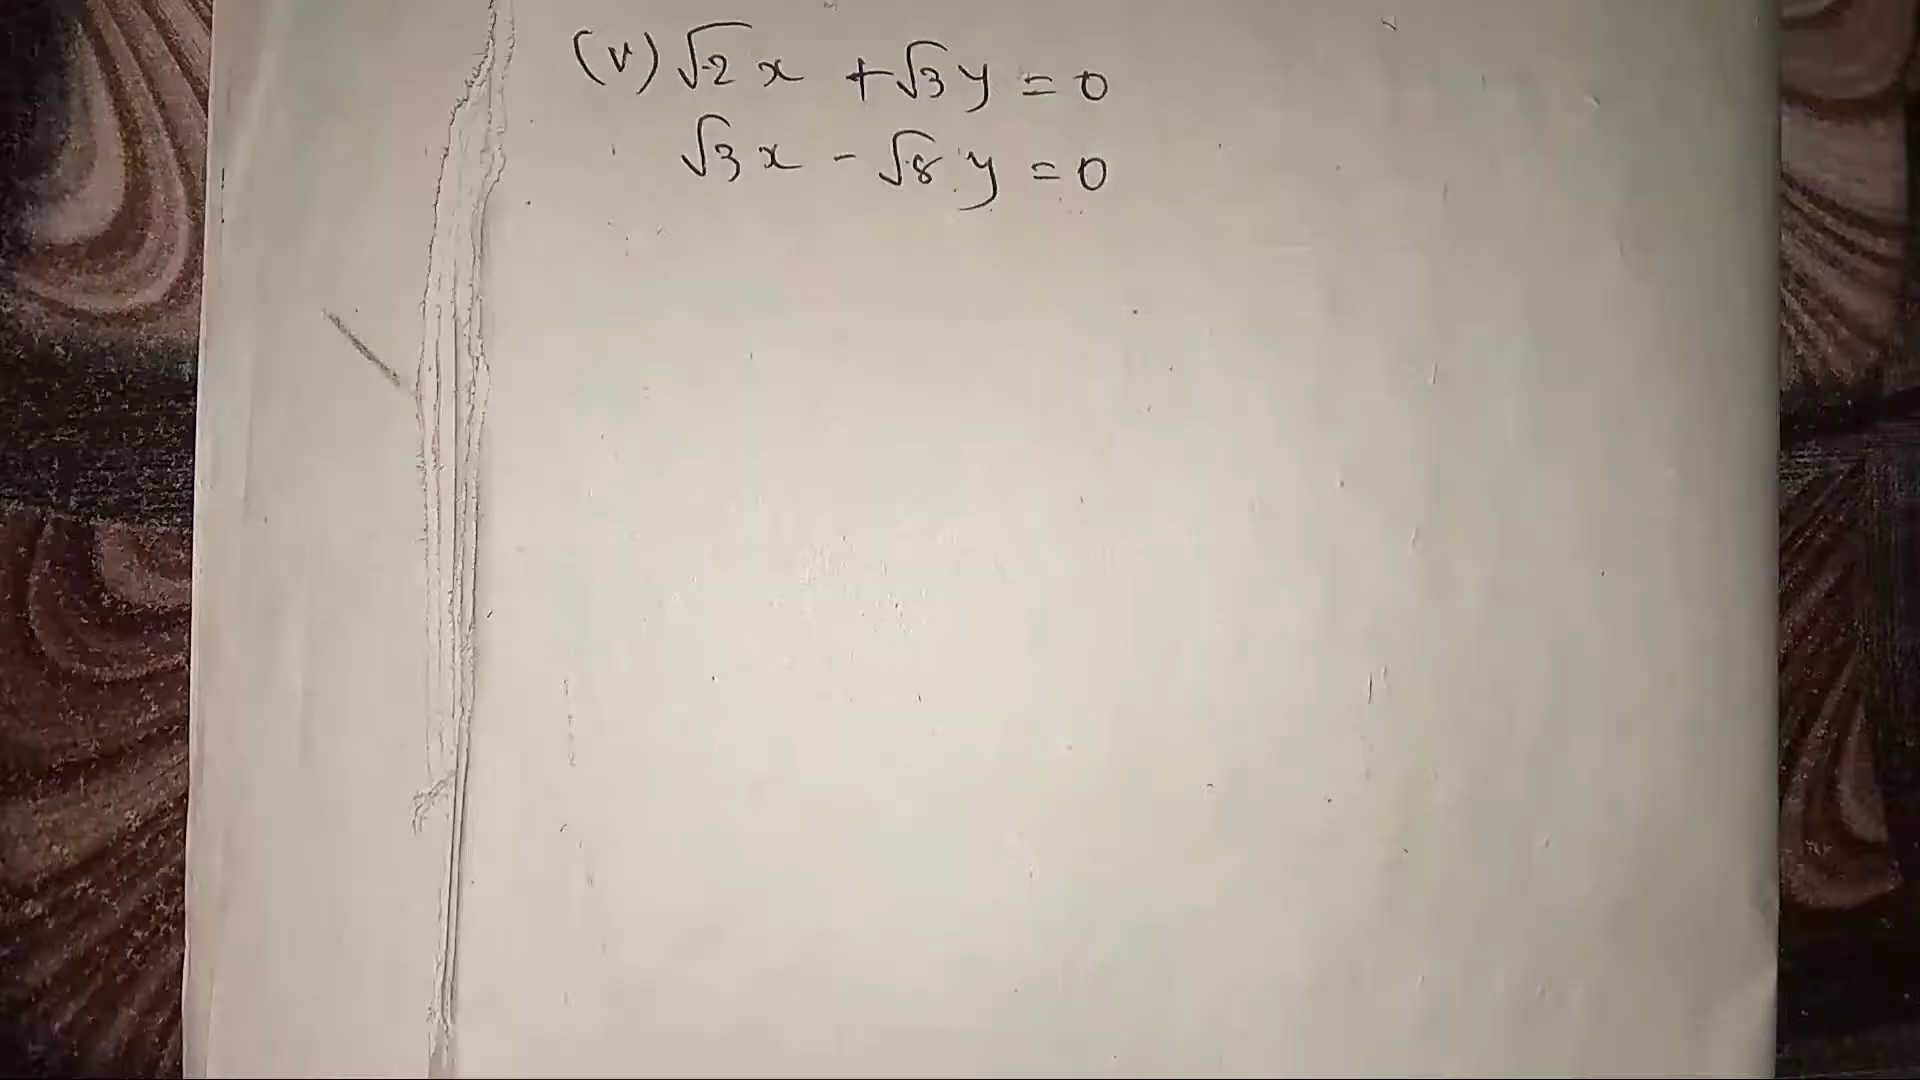 (v) √2 x + √3 y = 0
√3 x - √8 y = 0